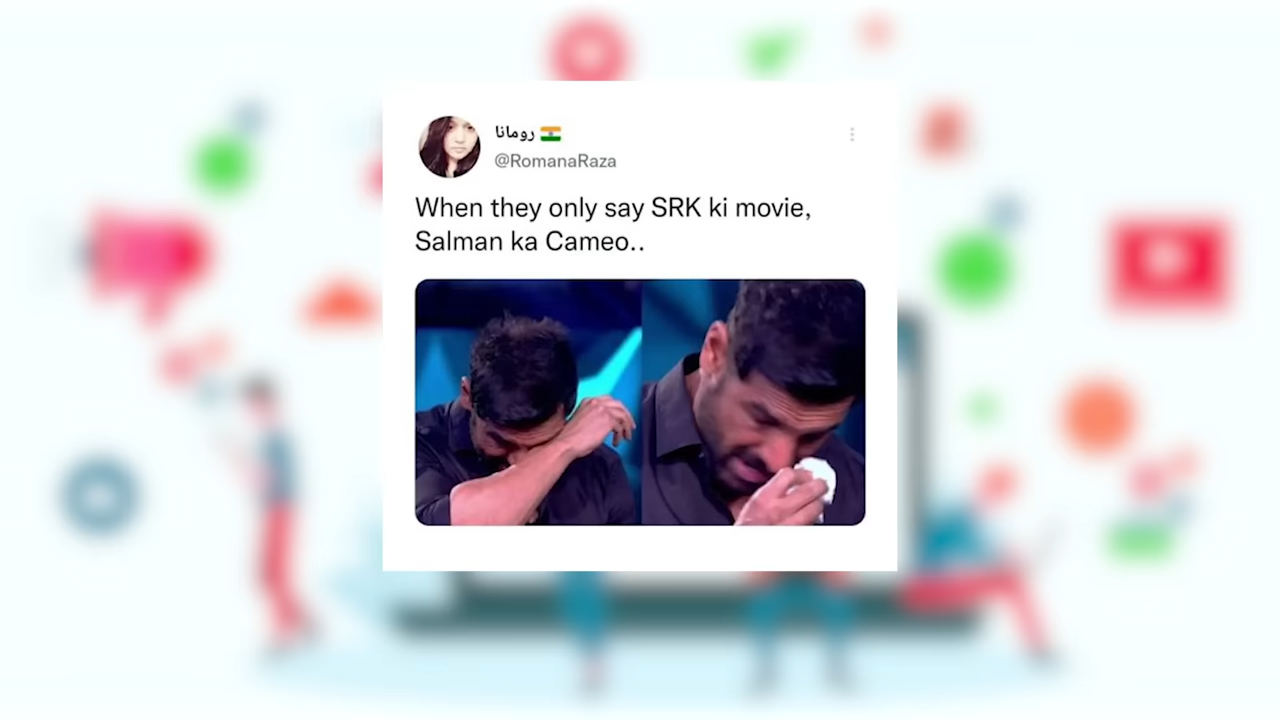 رومانا 🇮🇳
@RomanaRaza
When they only say SRK ki movie,
Salman ka Cameo..